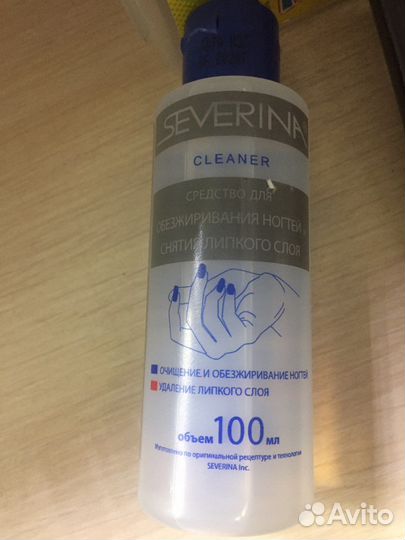 SEVERINA
CLEANER
СРЕДСТВО ДЛЯ
ОБЕЗЖИРИВАНИЯ НОГТЕЙ И
СНЯТИЯ ЛИПКОГО СЛОЯ
ОЧИЩЕНИЕ И ОБЕЗЖИРИВАНИЕ НОГТЕЙ
УДАЛЕНИЕ ЛИПКОГО СЛОЯ
объем 100 мл
Изготовлено по оригинальной рецептуре и технологии
SEVERINA Inc.
Avito